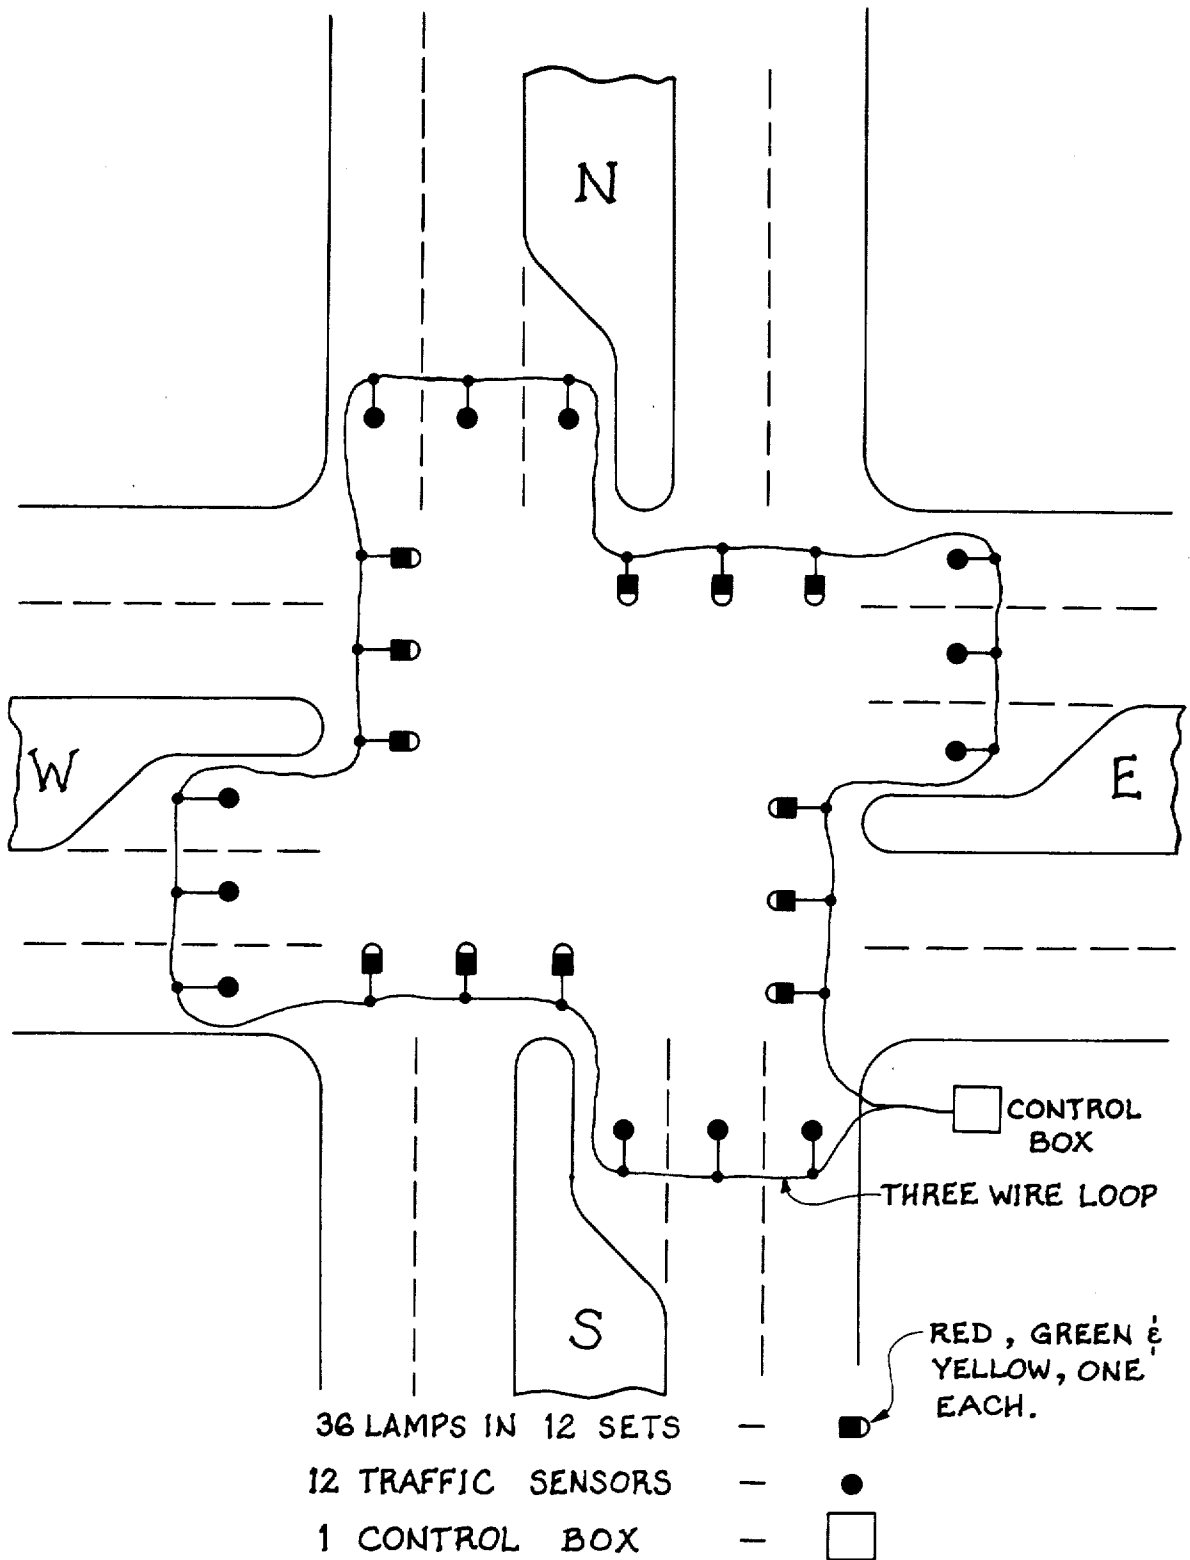 N
W
E
CONTROL
BOX
THREE WIRE LOOP
S
RED, GREEN &
YELLOW, ONE
EACH.
36 LAMPS IN 12 SETS -
12 TRAFFIC SENSORS -
1 CONTROL BOX -